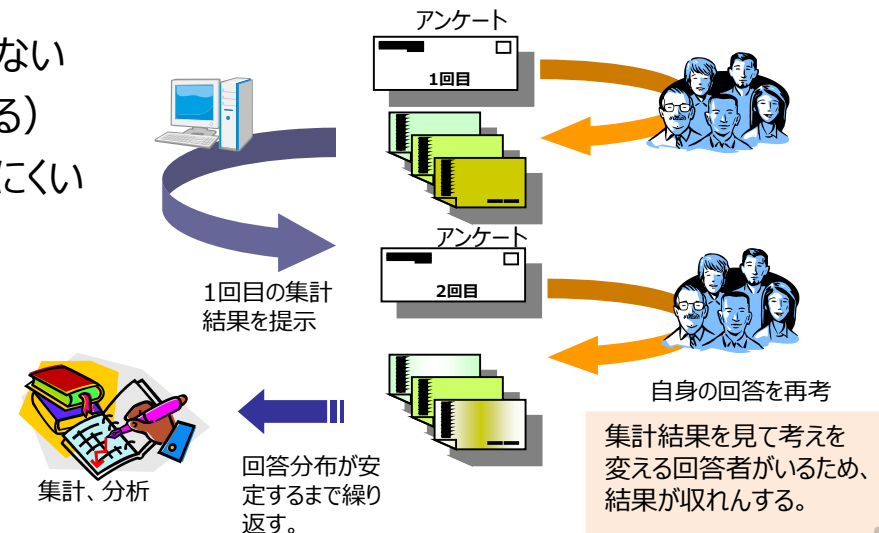 ない
る）
にくい
アンケート
1回目
アンケート
2回目
1回目の集計
結果を提示
自身の回答を再考
集計結果を見て考えを
変える回答者がいるため、
結果が収れんする。
回答分布が安
定するまで繰り
返す。
集計、分析